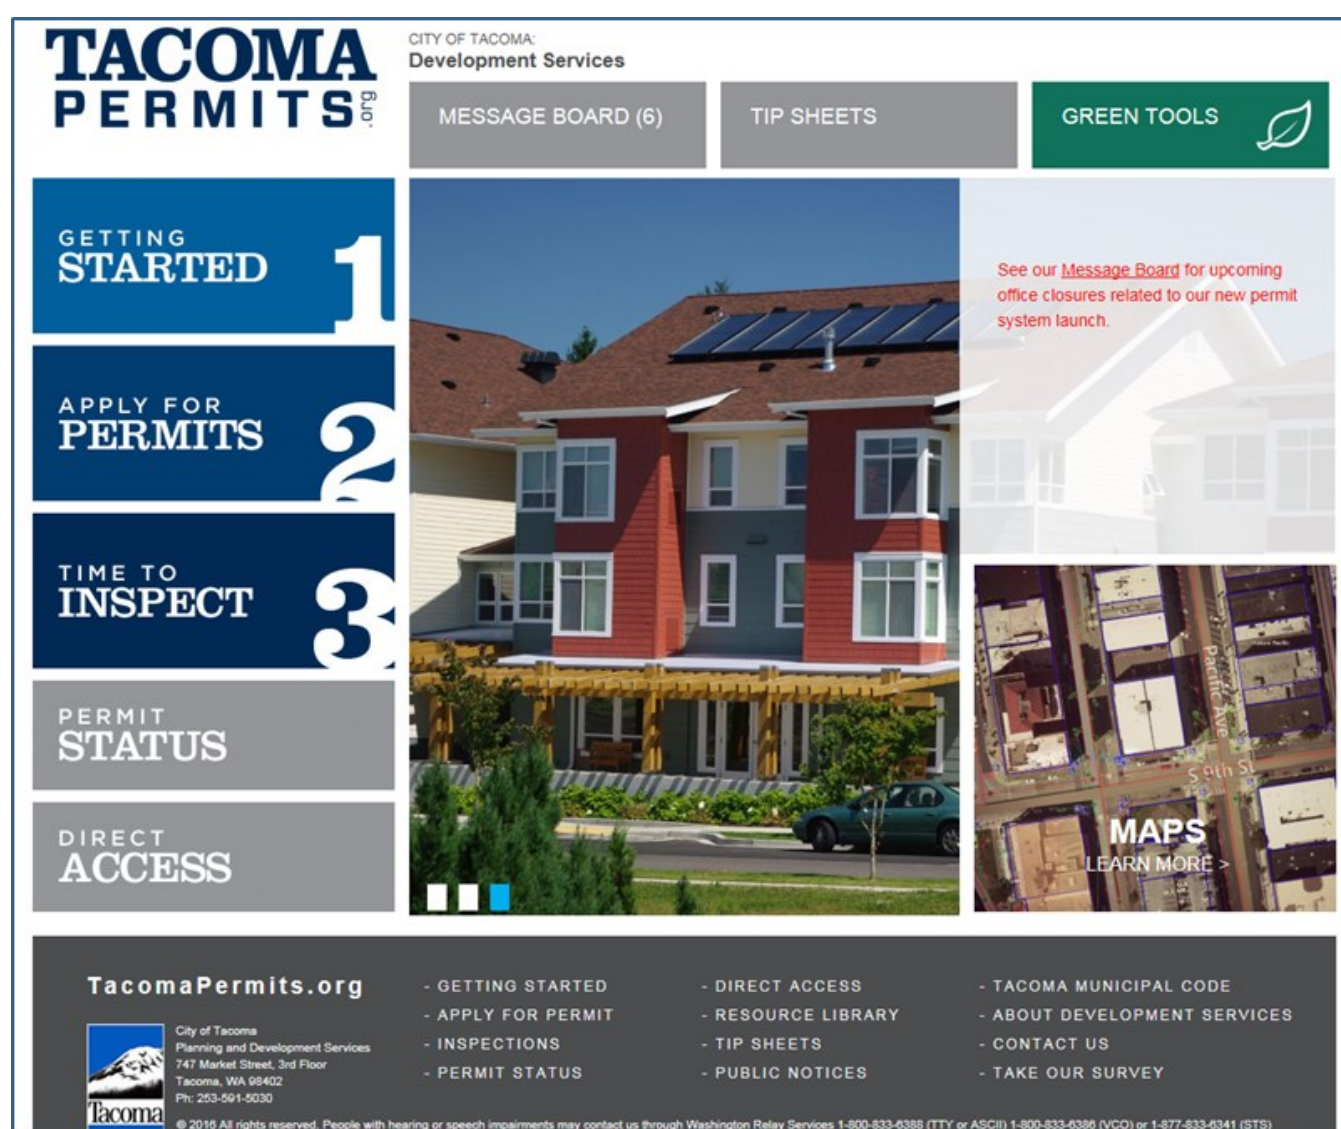 TACOMA
PERMITS.org
CITY OF TACOMA:
Development Services
MESSAGE BOARD (6)
TIP SHEETS
GREEN TOOLS
GETTING
STARTED
1
APPLY FOR
PERMITS
2
TIME TO
INSPECT
3
PERMIT
STATUS
DIRECT
ACCESS
See our Message Board for upcoming
office closures related to our new permit
system launch.
Pacific Ave
S 9th St
MAPS
LEARN MORE >
TacomaPermits.org
City of Tacoma
Planning and Development Services
747 Market Street, 3rd Floor
Tacoma, WA 98402
Ph: 253-591-5030
Tacoma
- GETTING STARTED
- APPLY FOR PERMIT
- INSPECTIONS
- PERMIT STATUS
- DIRECT ACCESS
- RESOURCE LIBRARY
- TIP SHEETS
- PUBLIC NOTICES
- TACOMA MUNICIPAL CODE
- ABOUT DEVELOPMENT SERVICES
- CONTACT US
- TAKE OUR SURVEY
© 2016 All rights reserved. People with hearing or speech impairments may contact us through Washington Relay Services 1-800-833-6388 (TTY or ASCII) 1-800-833-6386 (VCO) or 1-877-833-6341 (STS)